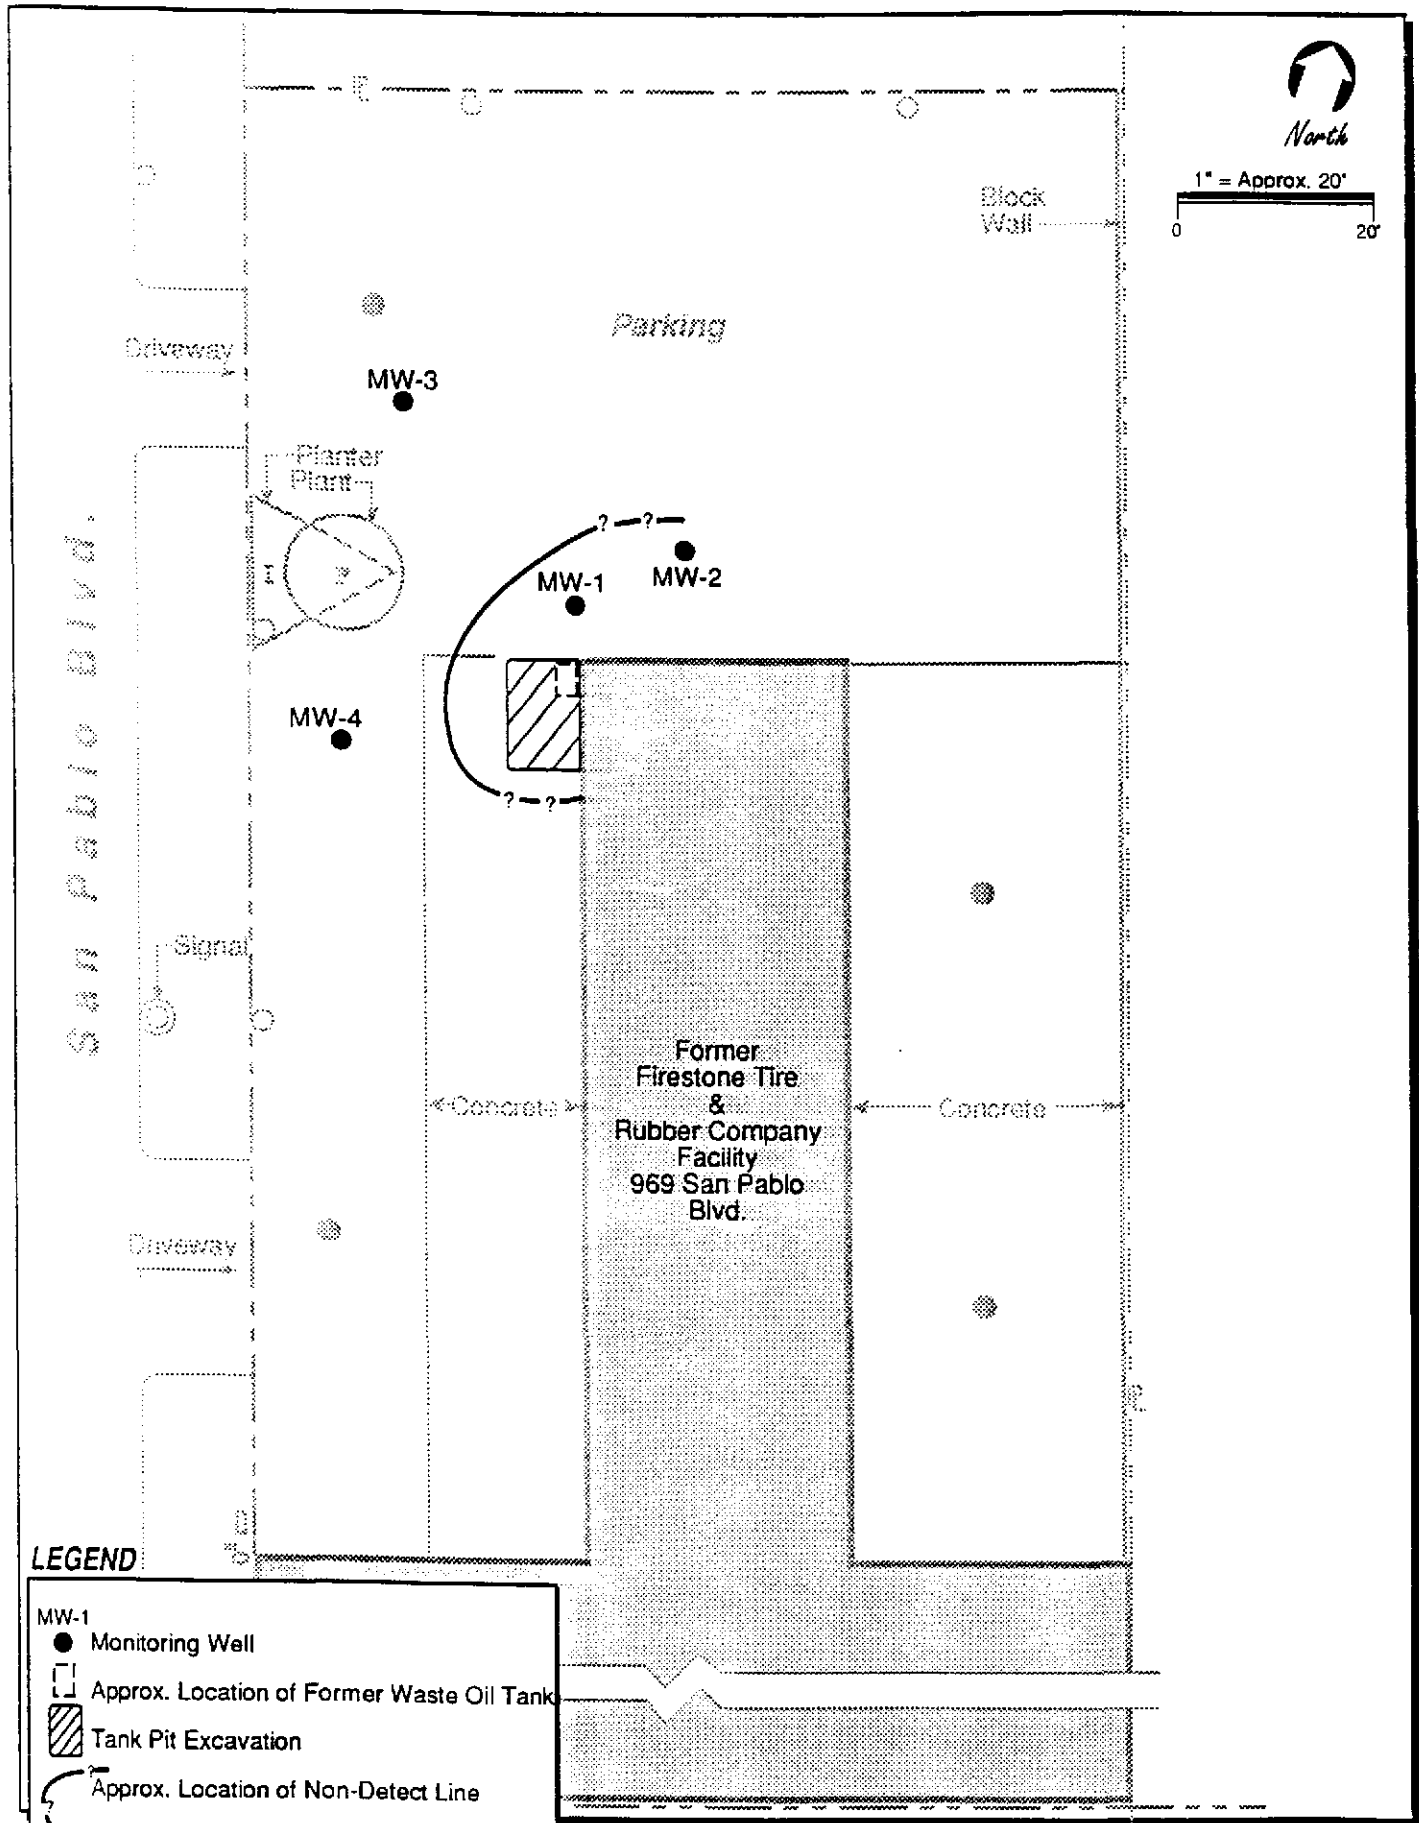 North
1" = Approx. 20'
0
20'
Block
Wall
Parking
Driveway
MW-3
Planter
Plant
MW-1
MW-2
MW-4
San Pablo Blvd.
Signal
Concrete
Former
Firestone Tire
&
Rubber Company
Facility
969 San Pablo
Blvd.
Concrete
Driveway
? ?
? ?
LEGEND
MW-1
Monitoring Well
Approx. Location of Former Waste Oil Tank
Tank Pit Excavation
Approx. Location of Non-Detect Line
?
?